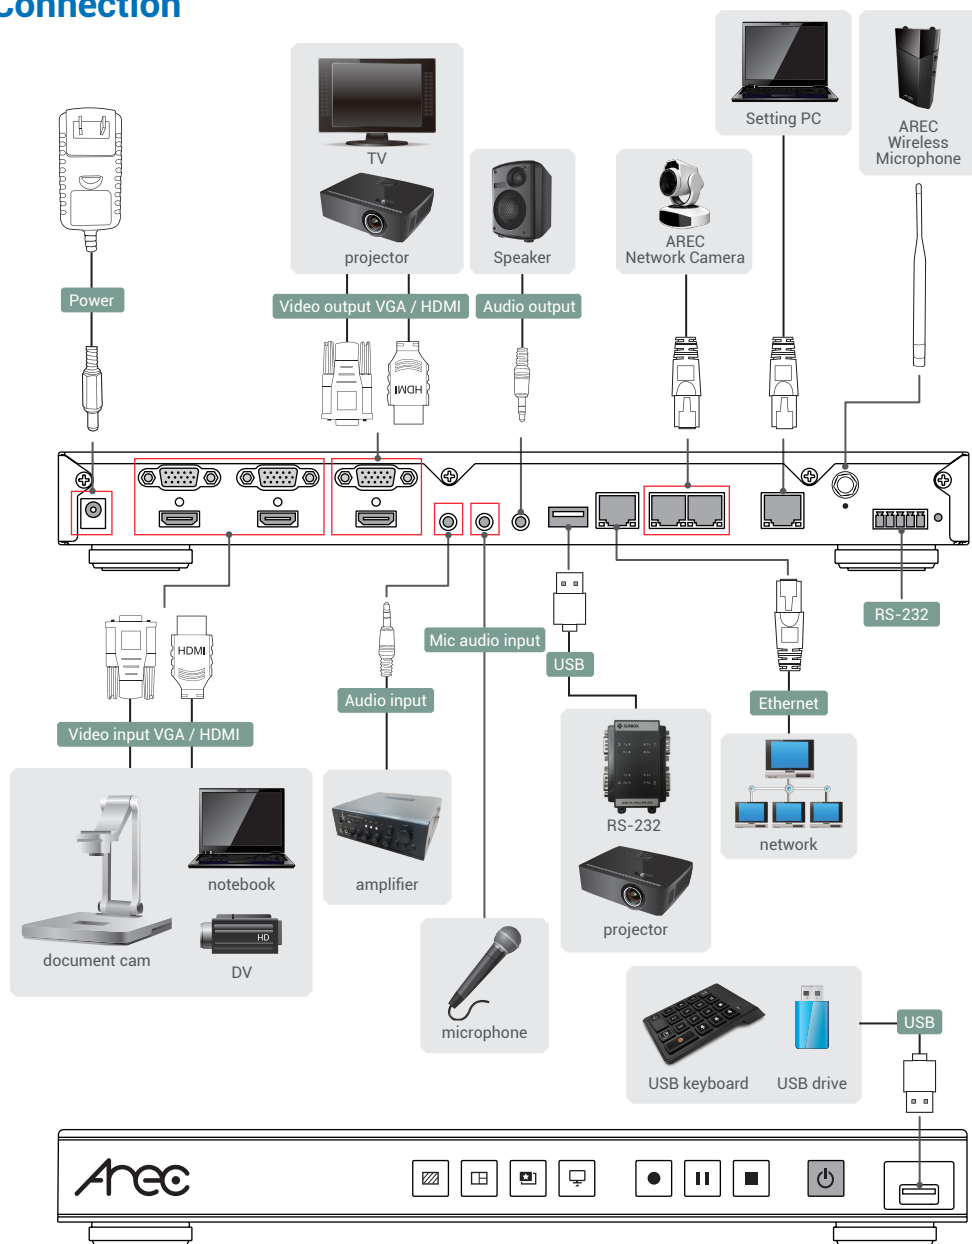 Connection
Setting PC
AREC
AREC
Wireless
Microphone
TV
projector
Speaker
AREC
Network Camera
Power
Video output VGA / HDMI
Audio output
HDMI
RS-232
HDMI
Mic audio input
USB
Audio input
Ethernet
Video input VGA / HDMI
SUNBOX
RS-232
network
notebook
amplifier
HD
projector
document cam
DV
microphone
USB
USB keyboard
USB drive
Arec